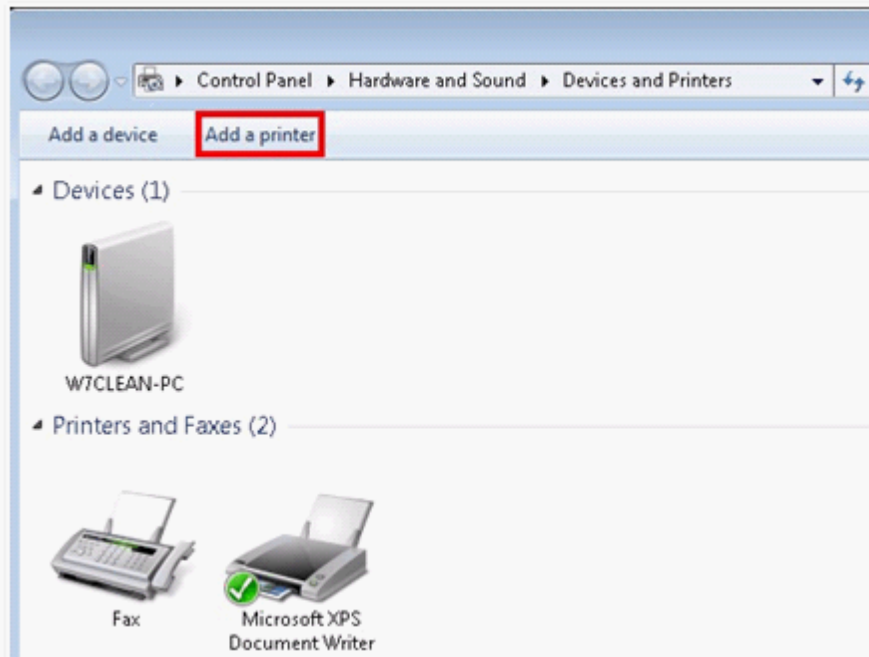 Control Panel Hardware and Sound Devices and Printers
Add a device Add a printer
Devices (1)
W7CLEAN-PC
Printers and Faxes (2)
Fax
Microsoft XPS
Document Writer